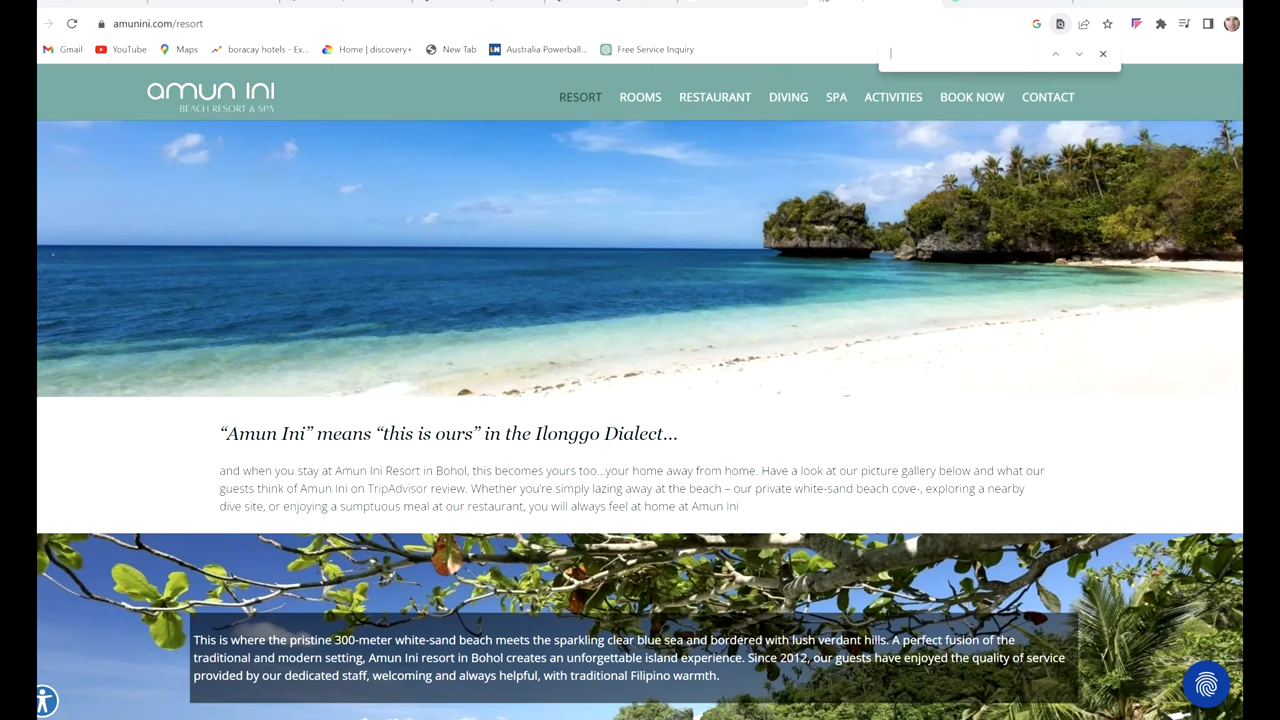 amunini.com/resort
Gmail
YouTube
Maps
boracay hotels - Ex...
Home | discovery+
New Tab
LN
Australia Powerball...
Free Service Inquiry
amun ini
BEACH RESORT & SPA
RESORT
ROOMS
RESTAURANT
DIVING
SPA
ACTIVITIES
BOOK NOW
CONTACT
“Amun Ini” means “this is ours” in the Ilonggo Dialect...
and when you stay at Amun Ini Resort in Bohol, this becomes yours too...your home away from home. Have a look at our picture gallery below and what our
guests think of Amun Ini on TripAdvisor review. Whether you're simply lazing away at the beach – our private white-sand beach cove-, exploring a nearby
dive site, or enjoying a sumptuous meal at our restaurant, you will always feel at home at Amun Ini
This is where the pristine 300-meter white-sand beach meets the sparkling clear blue sea and bordered with lush verdant hills. A perfect fusion of the
traditional and modern setting, Amun Ini resort in Bohol creates an unforgettable island experience. Since 2012, our guests have enjoyed the quality of service
provided by our dedicated staff, welcoming and always helpful, with traditional Filipino warmth.